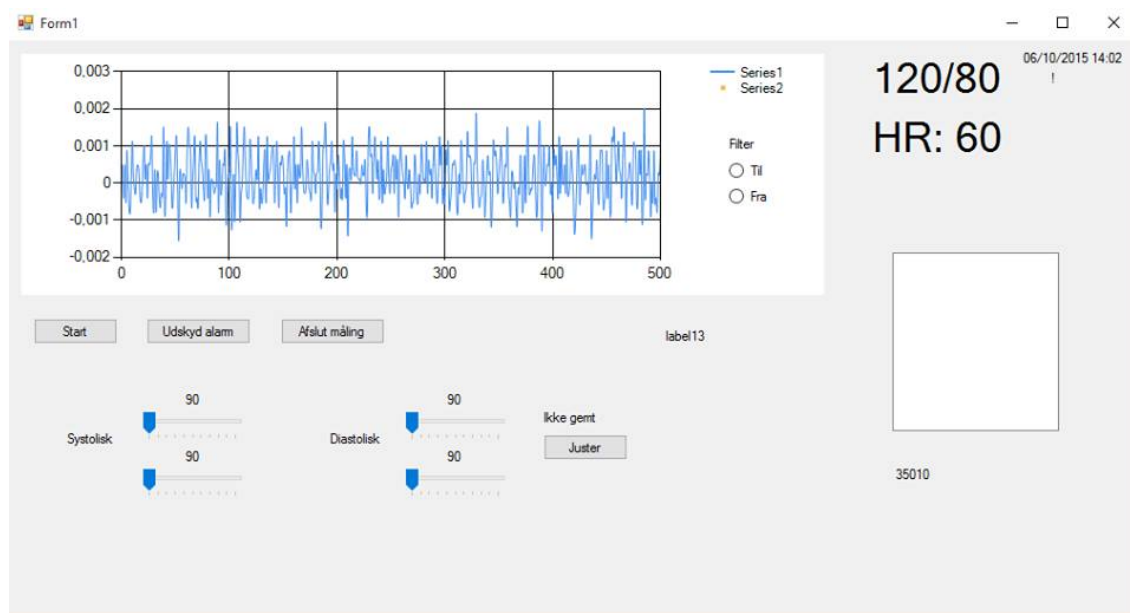 Form1
06/10/2015 14:02
!
120/80
HR: 60
0,003
0,002
0,001
0
-0,001
-0,002
0 100 200 300 400 500
Series1
Series2
Filter
Til
Fra
Start Udskyd alarm Afslut måling
label13
Systolisk
90
90
Diastolisk
90
90
Ikke gemt
Juster
35010